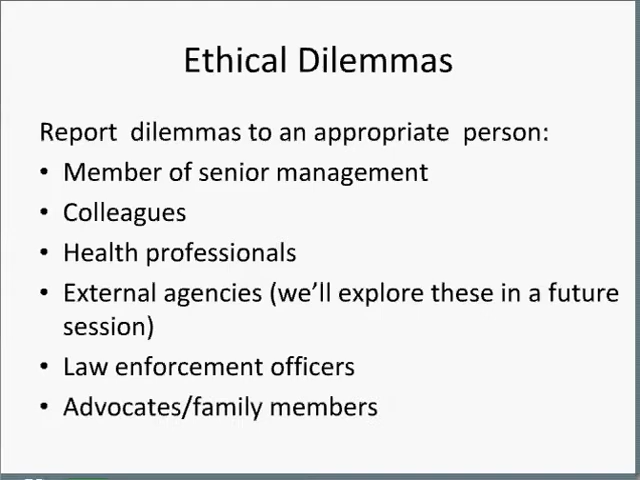 Ethical Dilemmas
Report dilemmas to an appropriate person:
• Member of senior management
• Colleagues
• Health professionals
• External agencies (we'll explore these in a future
session)
• Law enforcement officers
• Advocates/family members